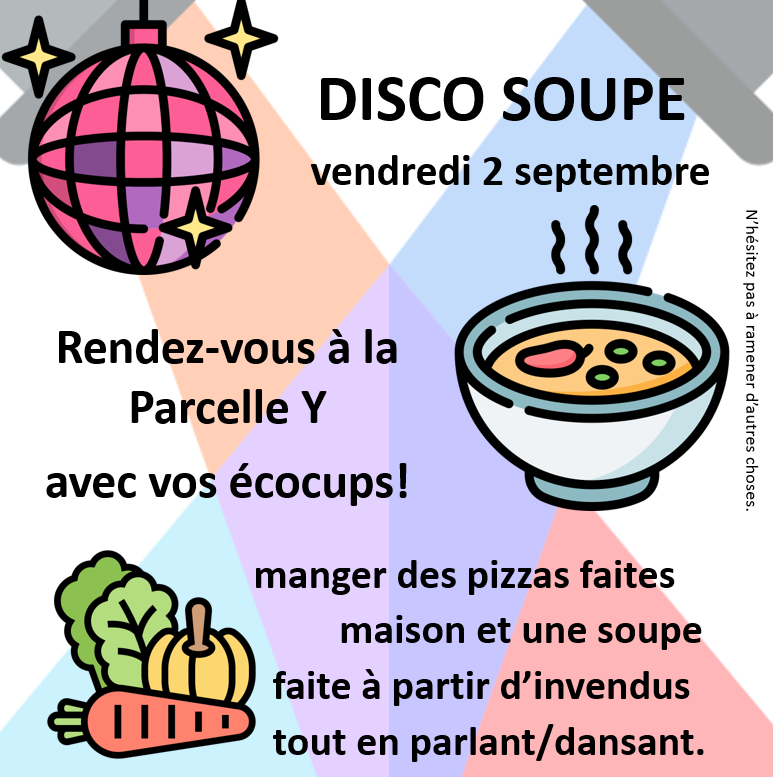 DISCO SOUPE
vendredi 2 septembre
N'hésitez pas à ramener d'autres choses.
Rendez-vous à la
Parcelle Y
avec vos écocups!
manger des pizzas faites
maison et une soupe
faite à partir d'invendus
tout en parlant/dansant.